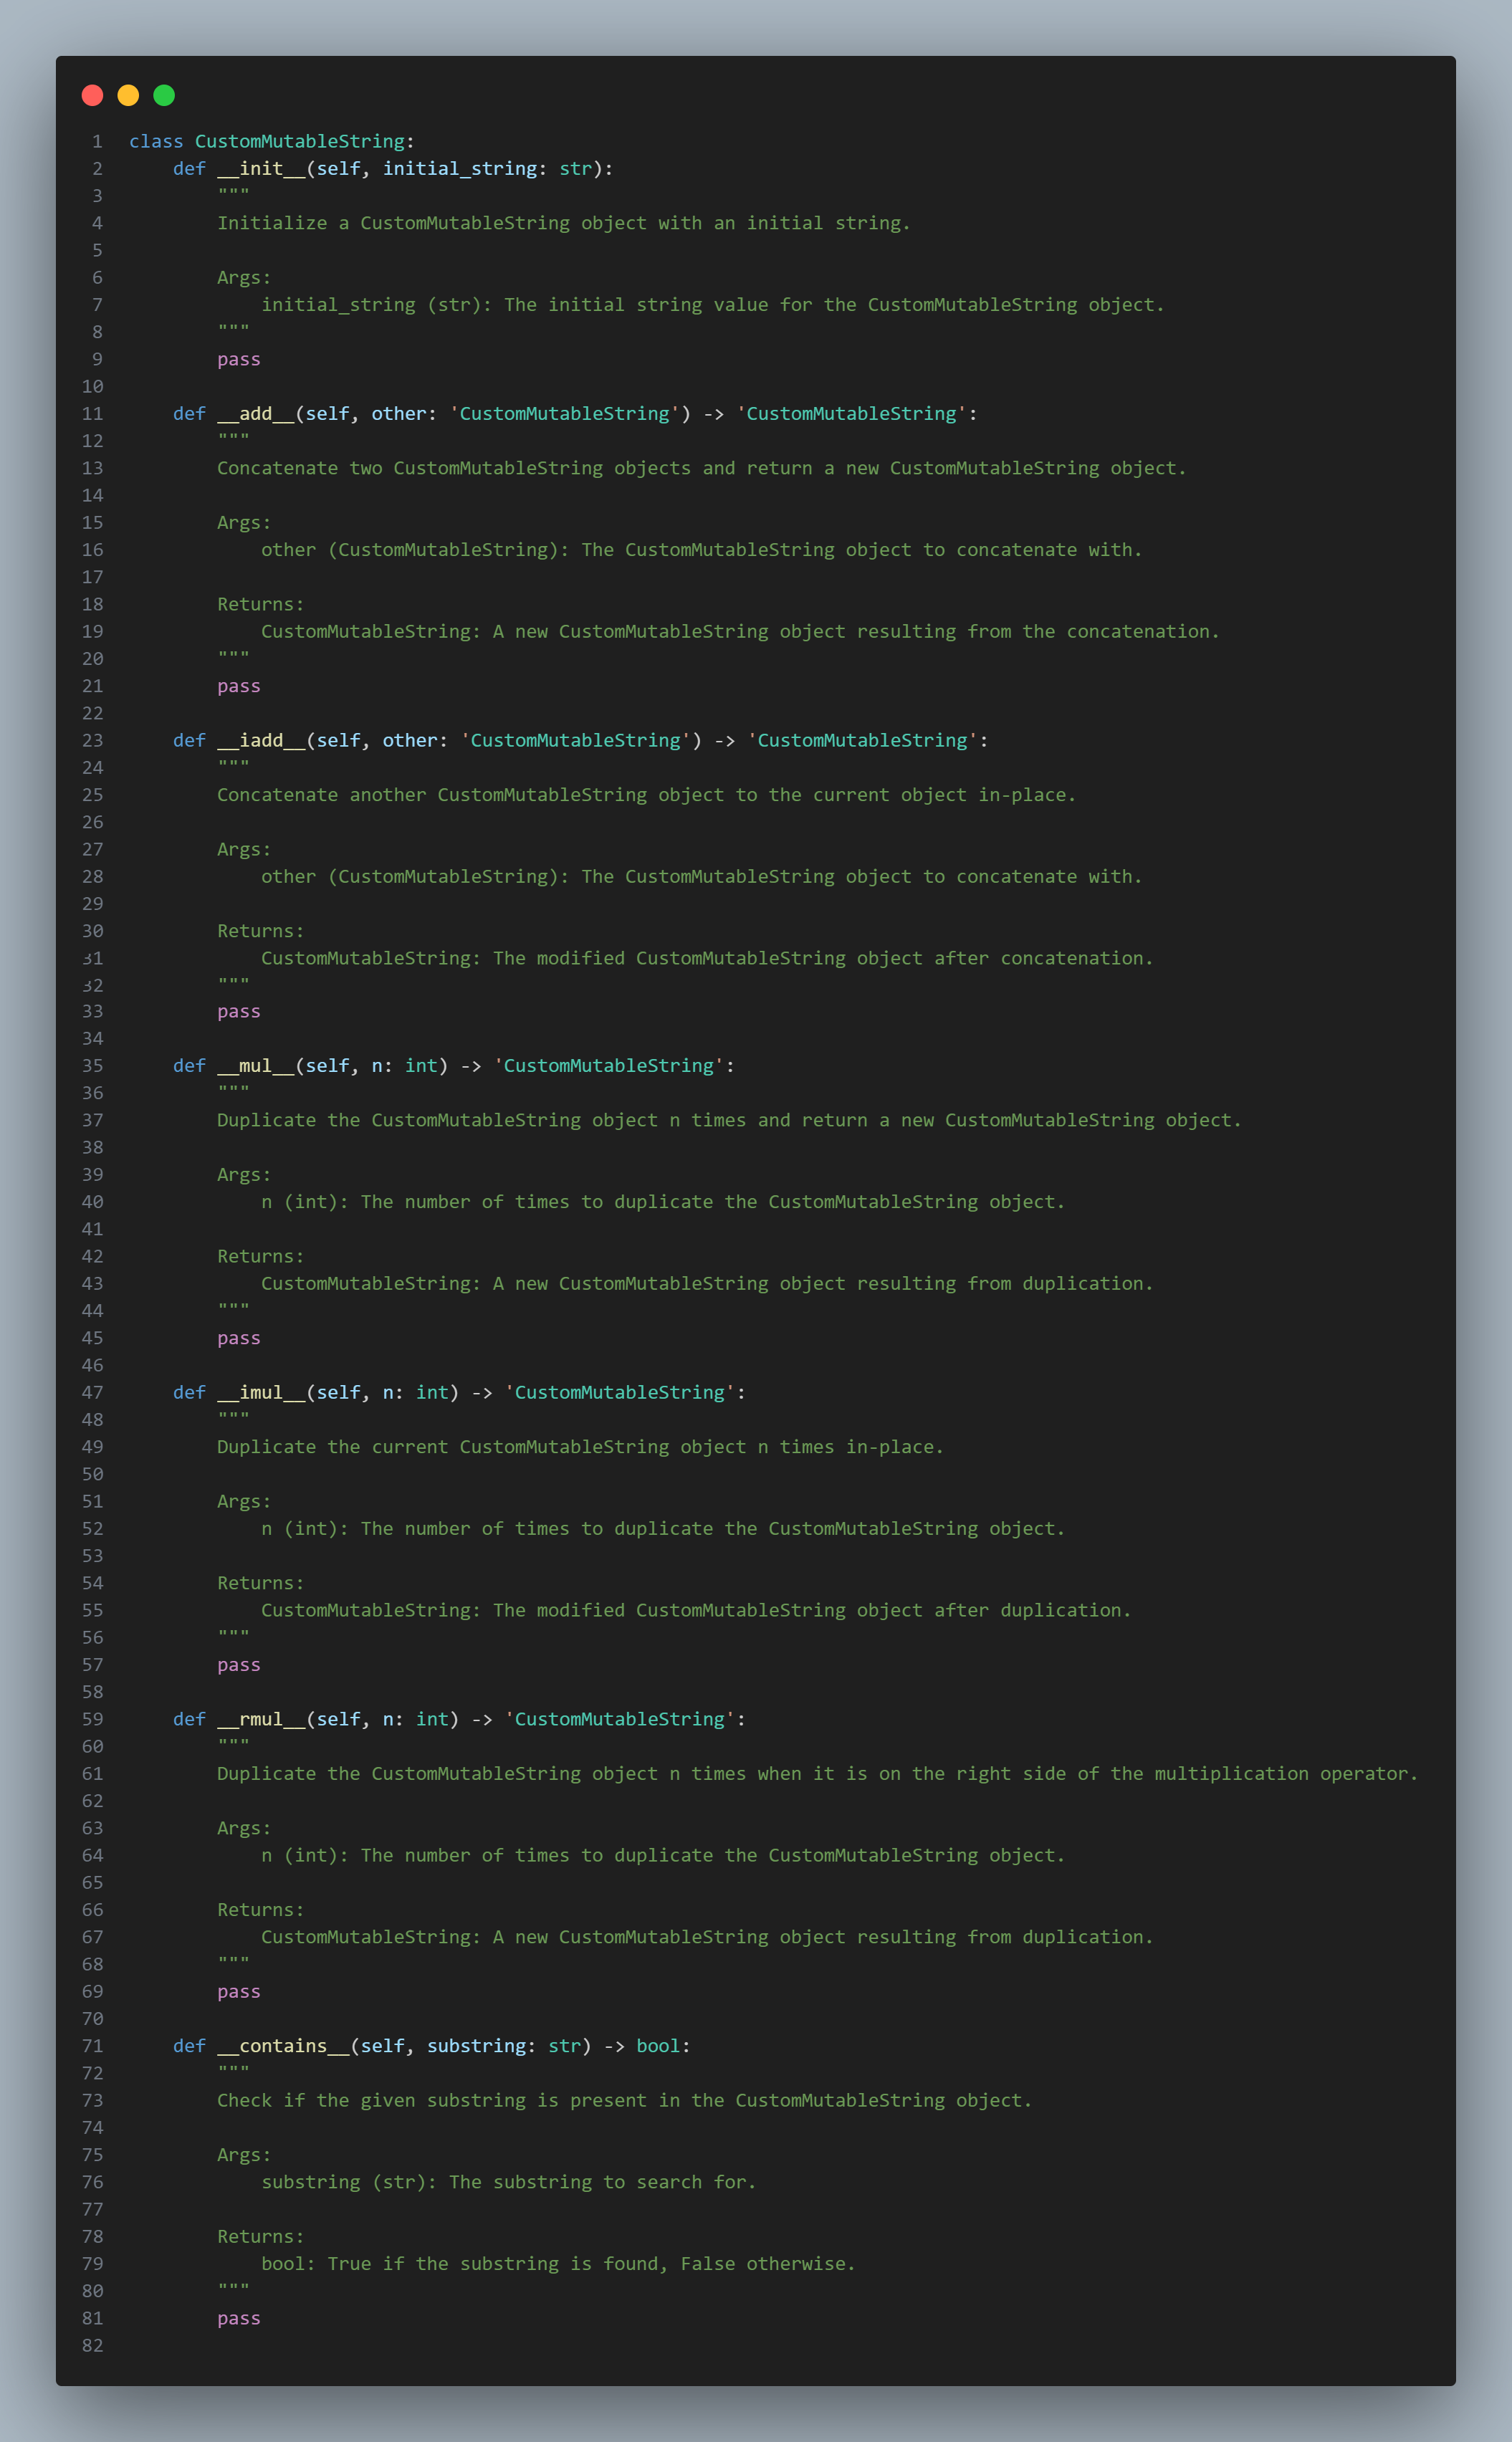 1 class CustomMutableString:
2     def __init__(self, initial_string: str):
3         """
4         Initialize a CustomMutableString object with an initial string.
5
6         Args:
7             initial_string (str): The initial string value for the CustomMutableString object.
8         """
9         pass
10
11     def __add__(self, other: 'CustomMutableString') -> 'CustomMutableString':
12         """
13         Concatenate two CustomMutableString objects and return a new CustomMutableString object.
14
15         Args:
16             other (CustomMutableString): The CustomMutableString object to concatenate with.
17
18         Returns:
19             CustomMutableString: A new CustomMutableString object resulting from the concatenation.
20         """
21         pass
22
23     def __iadd__(self, other: 'CustomMutableString') -> 'CustomMutableString':
24         """
25         Concatenate another CustomMutableString object to the current object in-place.
26
27         Args:
28             other (CustomMutableString): The CustomMutableString object to concatenate with.
29
30         Returns:
31             CustomMutableString: The modified CustomMutableString object after concatenation.
32         """
33         pass
34
35     def __mul__(self, n: int) -> 'CustomMutableString':
36         """
37         Duplicate the CustomMutableString object n times and return a new CustomMutableString object.
38
39         Args:
40             n (int): The number of times to duplicate the CustomMutableString object.
41
42         Returns:
43             CustomMutableString: A new CustomMutableString object resulting from duplication.
44         """
45         pass
46
47     def __imul__(self, n: int) -> 'CustomMutableString':
48         """
49         Duplicate the current CustomMutableString object n times in-place.
50
51         Args:
52             n (int): The number of times to duplicate the CustomMutableString object.
53
54         Returns:
55             CustomMutableString: The modified CustomMutableString object after duplication.
56         """
57         pass
58
59     def __rmul__(self, n: int) -> 'CustomMutableString':
60         """
61         Duplicate the CustomMutableString object n times when it is on the right side of the multiplication operator.
62
63         Args:
64             n (int): The number of times to duplicate the CustomMutableString object.
65
66         Returns:
67             CustomMutableString: A new CustomMutableString object resulting from duplication.
68         """
69         pass
70
71     def __contains__(self, substring: str) -> bool:
72         """
73         Check if the given substring is present in the CustomMutableString object.
74
75         Args:
76             substring (str): The substring to search for.
77
78         Returns:
79             bool: True if the substring is found, False otherwise.
80         """
81         pass
82